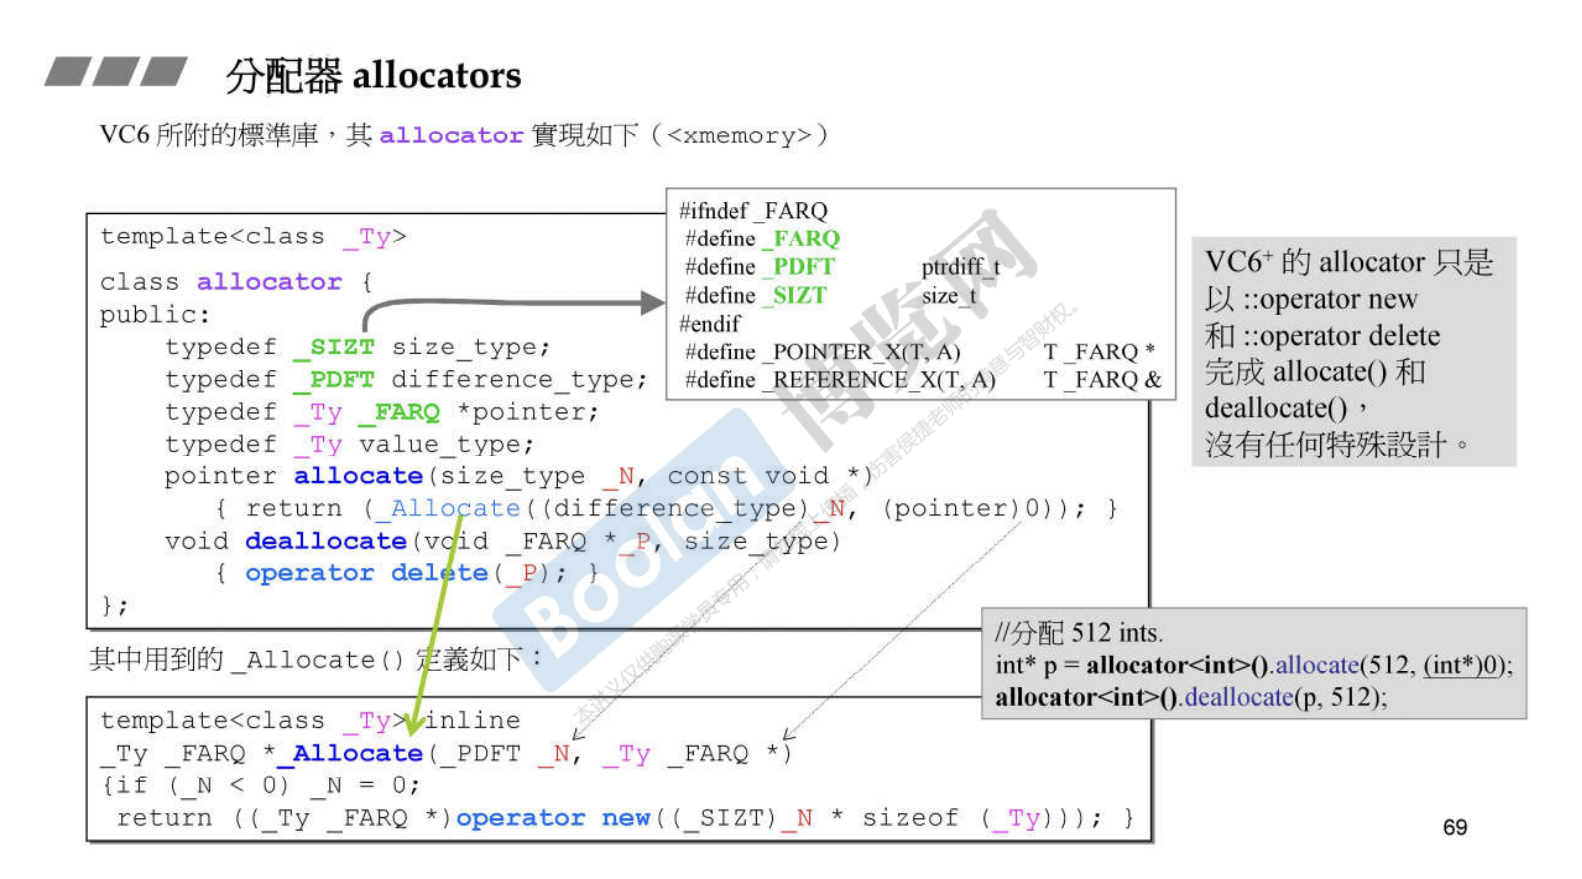 分配器 allocators
VC6 所附的標準庫，其 allocator 實現如下（<xmemory>）
template<class _Ty>
class allocator {
public:
typedef _SIZT size_type;
typedef _PDFT difference_type;
typedef _Ty _FARQ *pointer;
typedef _Ty value_type;
pointer allocate(size_type _N, const void *)
{ return (_Allocate((difference_type)_N, (pointer)0)); }
void deallocate(void _FARQ *_P, size_type)
{ operator delete(_P); }
};
#ifndef _FARQ
#define _FARQ
#define _PDFT ptrdiff_t
#define _SIZT size_t
#endif
#define _POINTER_X(T, A) T _FARQ *
#define _REFERENCE_X(T, A) T _FARQ &
VC6+ 的 allocator 只是
以 ::operator new
和 ::operator delete
完成 allocate() 和
deallocate()，
沒有任何特殊設計。
其中用到的 _Allocate() 定義如下：
//分配 512 ints.
int* p = allocator<int>().allocate(512, (int*)0);
allocator<int>().deallocate(p, 512);
template<class _Ty> inline
_Ty _FARQ *_Allocate(_PDFT _N, _Ty _FARQ *)
{if (_N < 0) _N = 0;
return ((_Ty _FARQ *)operator new((_SIZT)_N * sizeof (_Ty))); }
69
Boolan
博览网